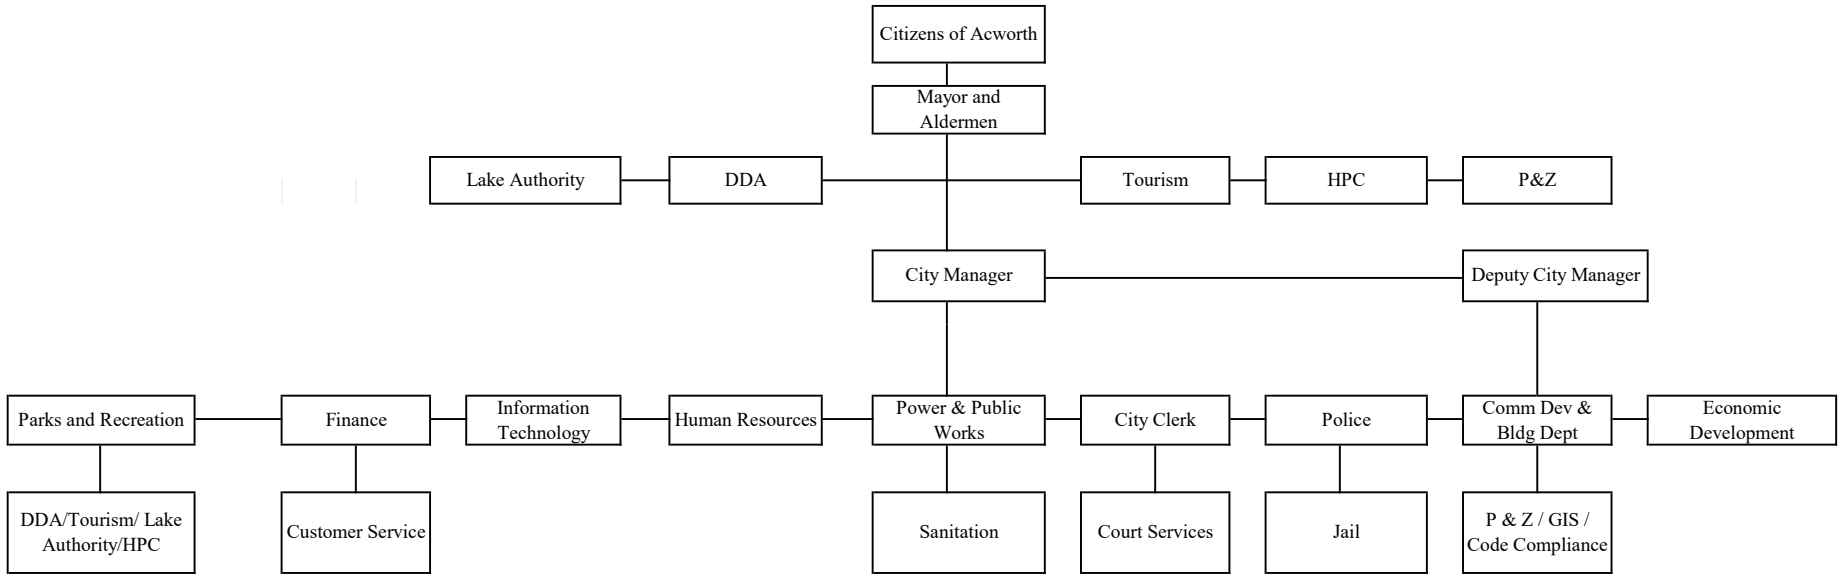 Citizens of Acworth
Mayor and
Aldermen
Lake Authority
DDA
Tourism
HPC
P&Z
City Manager
Deputy City Manager
Parks and Recreation
Finance
Information
Technology
Human Resources
Power & Public
Works
City Clerk
Police
Comm Dev &
Bldg Dept
Economic
Development
DDA/Tourism/ Lake
Authority/HPC
Customer Service
Sanitation
Court Services
Jail
P & Z / GIS /
Code Compliance